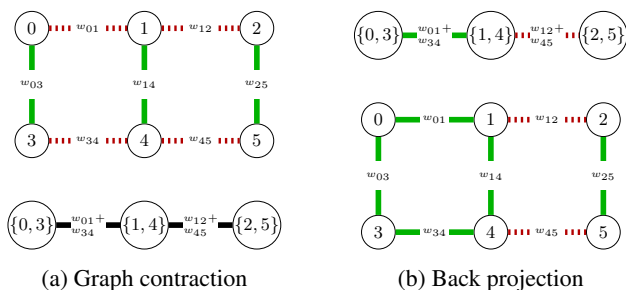 0 w₀₁ 1 w₁₂ 2
w₀₃ w₁₄ w₂₅
3 w₃₄ 4 w₄₅ 5
{0, 3} w₀₁+ {1, 4} w₁₂+ {2, 5}
w₃₄ w₄₅
(a) Graph contraction
{0, 3} w₀₁+ {1, 4} w₁₂+ {2, 5}
w₃₄ w₄₅
0 w₀₁ 1 w₁₂ 2
w₀₃ w₁₄ w₂₅
3 w₃₄ 4 w₄₅ 5
(b) Back projection